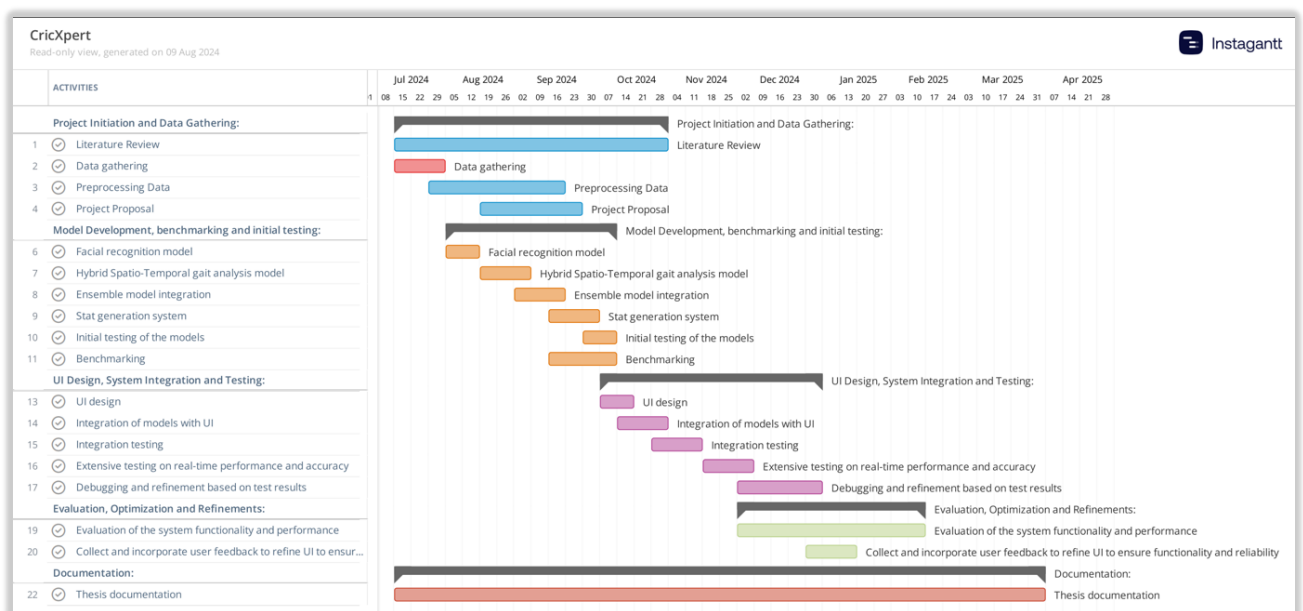 CricXpert
Read-only view, generated on 09 Aug 2024
Instagantt
ACTIVITIES
Jul 2024 Aug 2024 Sep 2024 Oct 2024 Nov 2024 Dec 2024 Jan 2025 Feb 2025 Mar 2025 Apr 2025
01 08 15 22 29 05 12 19 26 02 09 16 23 30 07 14 21 28 04 11 18 25 02 09 16 23 30 06 13 20 27 03 10 17 24 03 10 17 24 31 07 14 21 28
Project Initiation and Data Gathering: Project Initiation and Data Gathering:
1 Literature Review Literature Review
2 Data gathering Data gathering
3 Preprocessing Data Preprocessing Data
4 Project Proposal Project Proposal
Model Development, benchmarking and initial testing: Model Development, benchmarking and initial testing:
6 Facial recognition model Facial recognition model
7 Hybrid Spatio-Temporal gait analysis model Hybrid Spatio-Temporal gait analysis model
8 Ensemble model integration Ensemble model integration
9 Stat generation system Stat generation system
10 Initial testing of the models Initial testing of the models
11 Benchmarking Benchmarking
UI Design, System Integration and Testing: UI Design, System Integration and Testing:
13 UI design UI design
14 Integration of models with UI Integration of models with UI
15 Integration testing Integration testing
16 Extensive testing on real-time performance and accuracy Extensive testing on real-time performance and accuracy
17 Debugging and refinement based on test results Debugging and refinement based on test results
Evaluation, Optimization and Refinements: Evaluation, Optimization and Refinements:
19 Evaluation of the system functionality and performance Evaluation of the system functionality and performance
20 Collect and incorporate user feedback to refine UI to ensur... Collect and incorporate user feedback to refine UI to ensure functionality and reliability
Documentation: Documentation:
22 Thesis documentation Thesis documentation